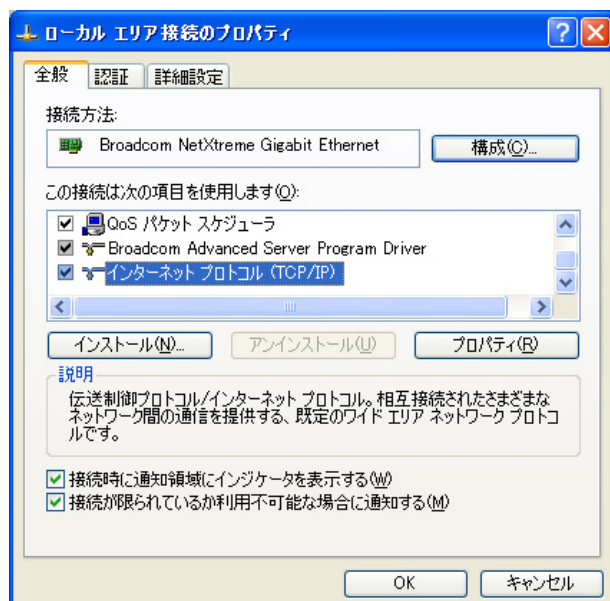 ローカル エリア接続のプロパティ
全般 認証 詳細設定
接続方法:
Broadcom NetXtreme Gigabit Ethernet 構成(C)...
この接続は次の項目を使用します(O):
QoS パケット スケジューラ
Broadcom Advanced Server Program Driver
インターネット プロトコル (TCP/IP)
インストール(N)... アンインストール(U) プロパティ(R)
説明
伝送制御プロトコル/インターネット プロトコル。相互接続されたさまざまな
ネットワーク間の通信を提供する、既定のワイド エリア ネットワーク プロトコ
ルです。
接続時に通知領域にインジケータを表示する(W)
接続が限られているか利用不可能な場合に通知する(M)
OK キャンセル